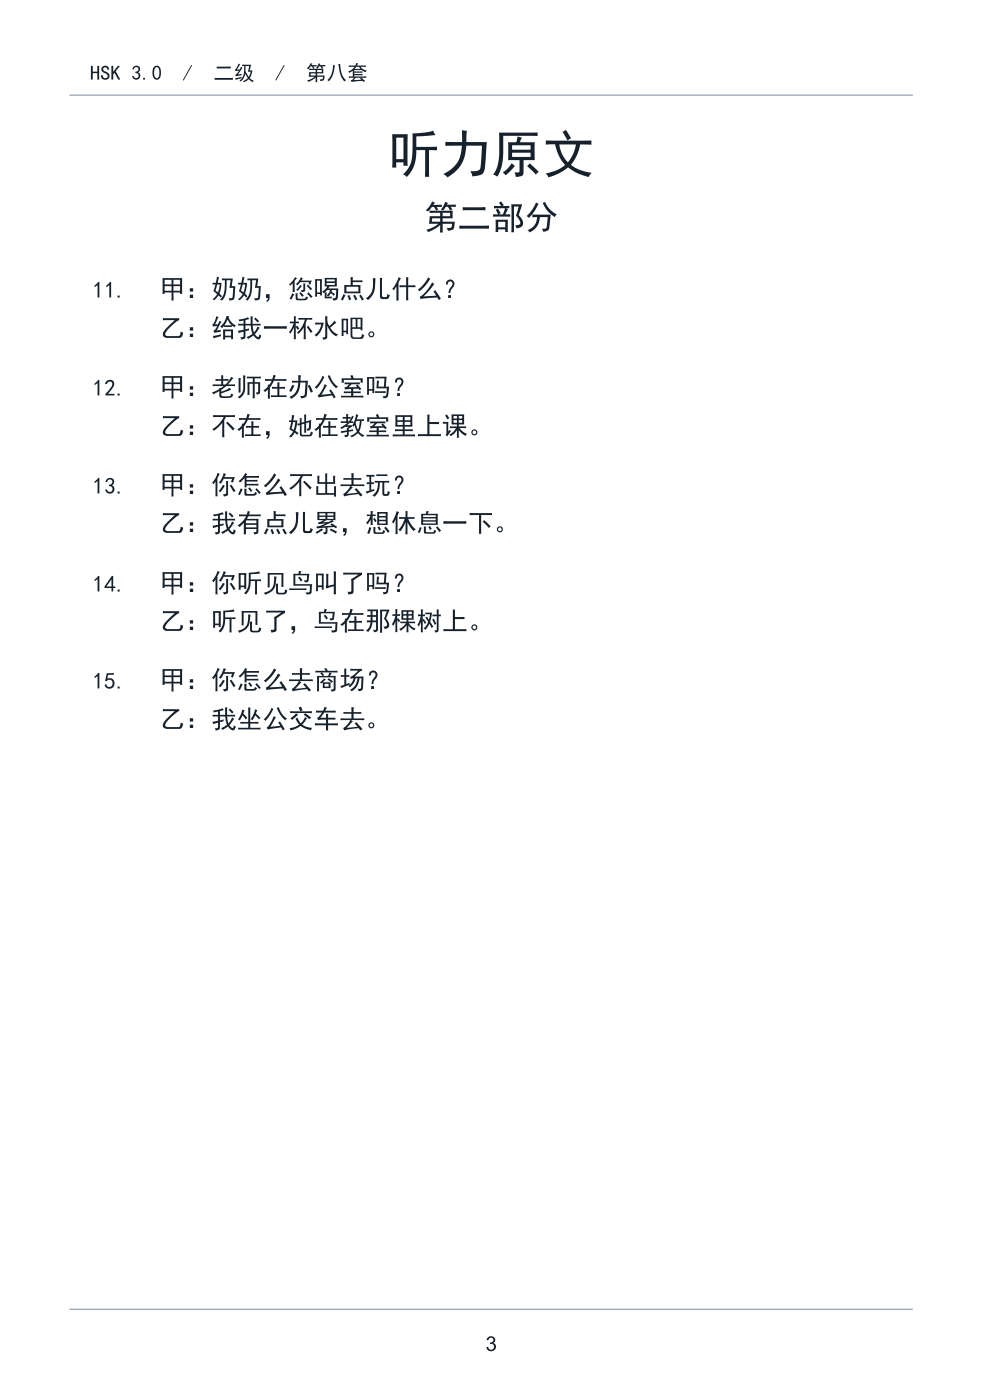 HSK 3.0 / 二级 / 第八套
听力原文
第二部分
11. 甲：奶奶，您喝点儿什么？
乙：给我一杯水吧。
12. 甲：老师在办公室吗？
乙：不在，她在教室里上课。
13. 甲：你怎么不出去玩？
乙：我有点儿累，想休息一下。
14. 甲：你听见鸟叫了吗？
乙：听见了，鸟在那棵树上。
15. 甲：你怎么去商场？
乙：我坐公交车去。
3